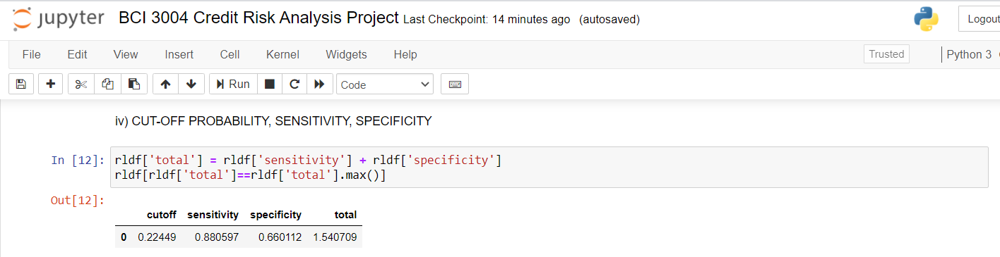 jupyter BCI 3004 Credit Risk Analysis Project Last Checkpoint: 14 minutes ago (autosaved) Logout
File Edit View Insert Cell Kernel Widgets Help Trusted Python 3
Run Code
iv) CUT-OFF PROBABILITY, SENSITIVITY, SPECIFICITY
In [12]: rldf['total'] = rldf['sensitivity'] + rldf['specificity']
rldf[rldf['total']==rldf['total'].max()]
Out[12]:
cutoff sensitivity specificity total
0 0.22449 0.880597 0.660112 1.540709